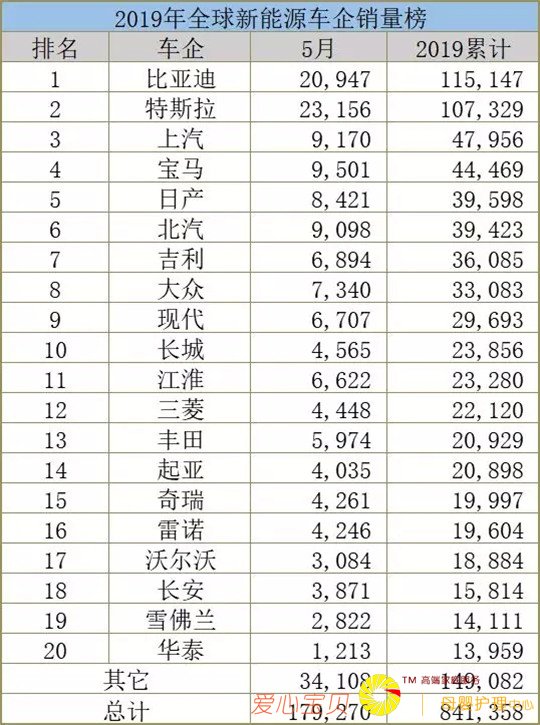 2019年全球新能源车企销量榜
排名 车企 5月 2019累计
1 比亚迪 20,947 115,147
2 特斯拉 23,156 107,329
3 上汽 9,170 47,956
4 宝马 9,501 44,469
5 日产 8,421 39,598
6 北汽 9,098 39,423
7 吉利 6,894 36,085
8 大众 7,340 33,083
9 现代 6,707 29,693
10 长城 4,565 23,856
11 江淮 6,622 23,280
12 三菱 4,448 22,120
13 丰田 5,974 20,929
14 起亚 4,035 20,898
15 奇瑞 4,261 19,997
16 雷诺 4,246 19,604
17 沃尔沃 3,084 18,884
18 长安 3,871 15,814
19 雪佛兰 2,822 14,111
20 华泰 1,213 13,959
其它 34,108 149,082
总计 179,270 841,338
爱心宝贝
TM 高端家庭服务
母婴护理中心